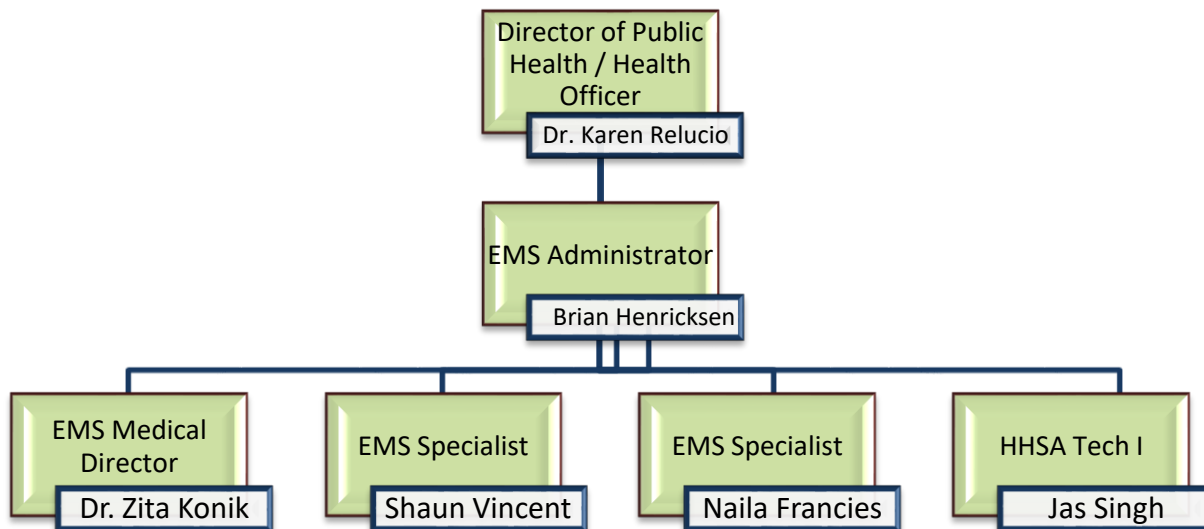 Director of Public
Health / Health
Officer
Dr. Karen Relucio
EMS Administrator
Brian Henricksen
EMS Medical
Director
Dr. Zita Konik
EMS Specialist
Shaun Vincent
EMS Specialist
Naila Francies
HHSA Tech I
Jas Singh